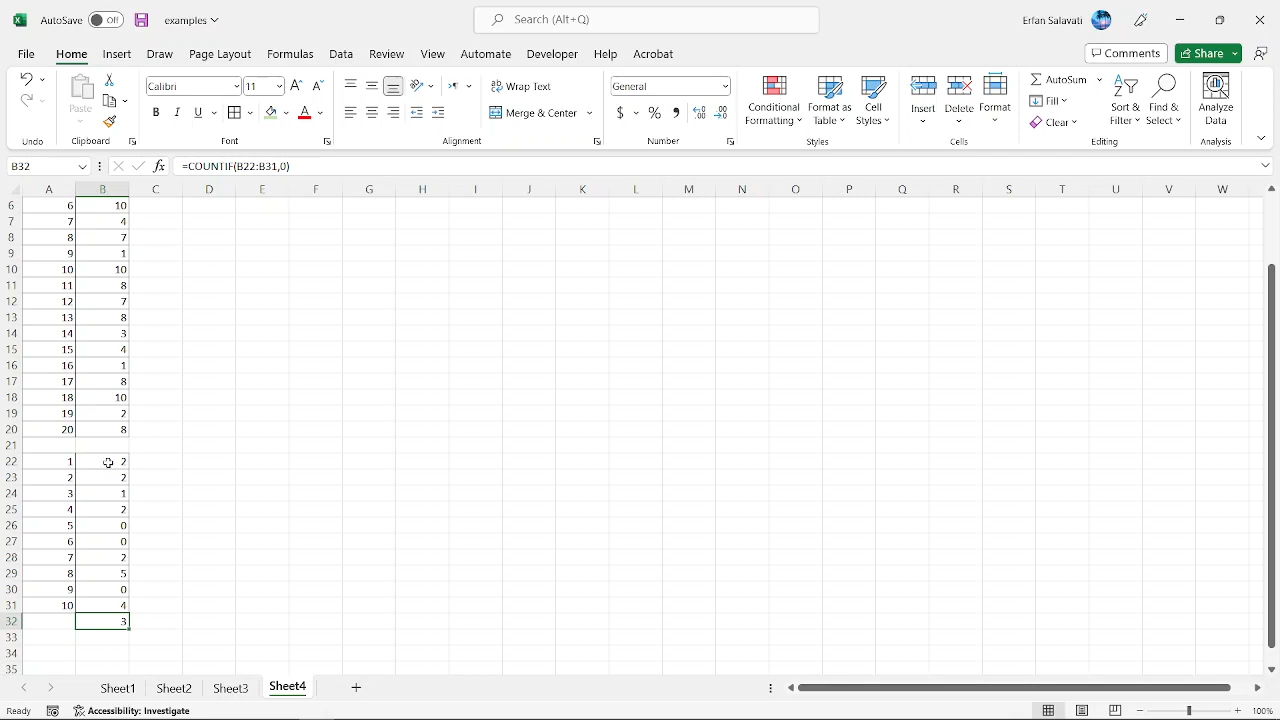 AutoSave Off examples Search (Alt+Q) Erfan Salavati
File Home Insert Draw Page Layout Formulas Data Review View Automate Developer Help Acrobat Comments Share
Paste Calibri 11 A A Wrap Text General Conditional Formatting Format as Table Cell Styles Insert Delete Format AutoSum Sort & Filter Find & Select Analyze Data
B I U A Merge & Center $ % , Fill
Clear
Undo Clipboard Font Alignment Number Styles Cells Editing Analysis
B32 fx =COUNTIF(B22:B31,0)
A B C D E F G H I J K L M N O P Q R S T U V W
6 6 10
7 7 4
8 8 7
9 9 1
10 10 10
11 11 8
12 12 7
13 13 8
14 14 3
15 15 4
16 16 1
17 17 8
18 18 10
19 19 2
20 20 8
21
22 1 2
23 2 2
24 3 1
25 4 2
26 5 0
27 6 0
28 7 2
29 8 5
30 9 0
31 10 4
32 3
33
34
35
Sheet1 Sheet2 Sheet3 Sheet4
Ready Accessibility: Investigate 100%